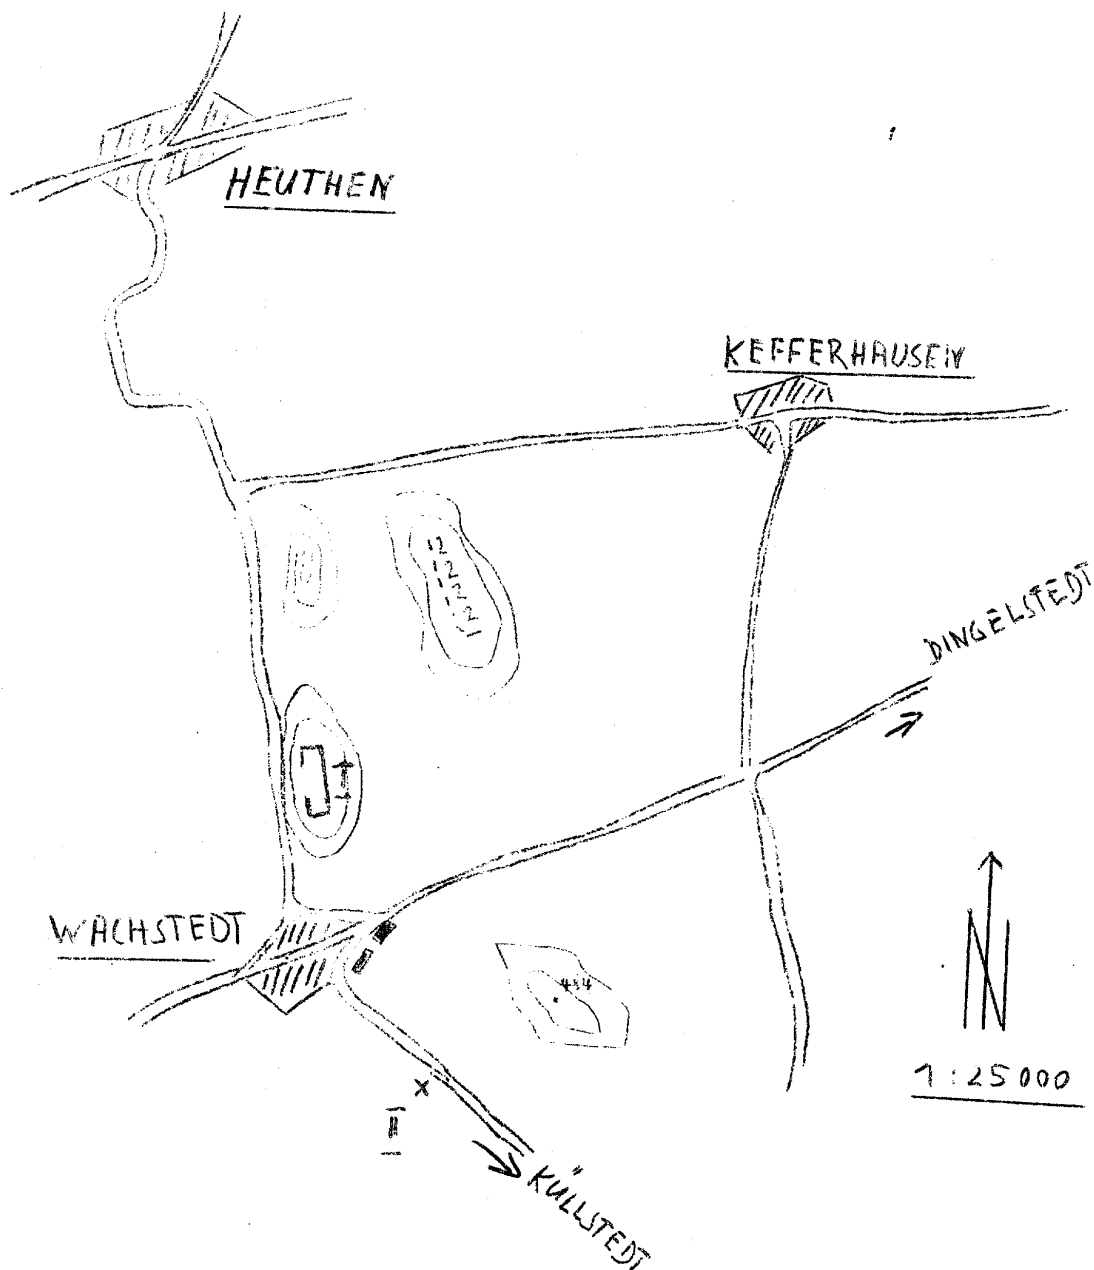 HEUTHEN
KEFFERHAUSEN
DINGELSTEDT
I
WACHSTEDT
434
N
1:25000
II
KÜLLSTEDT